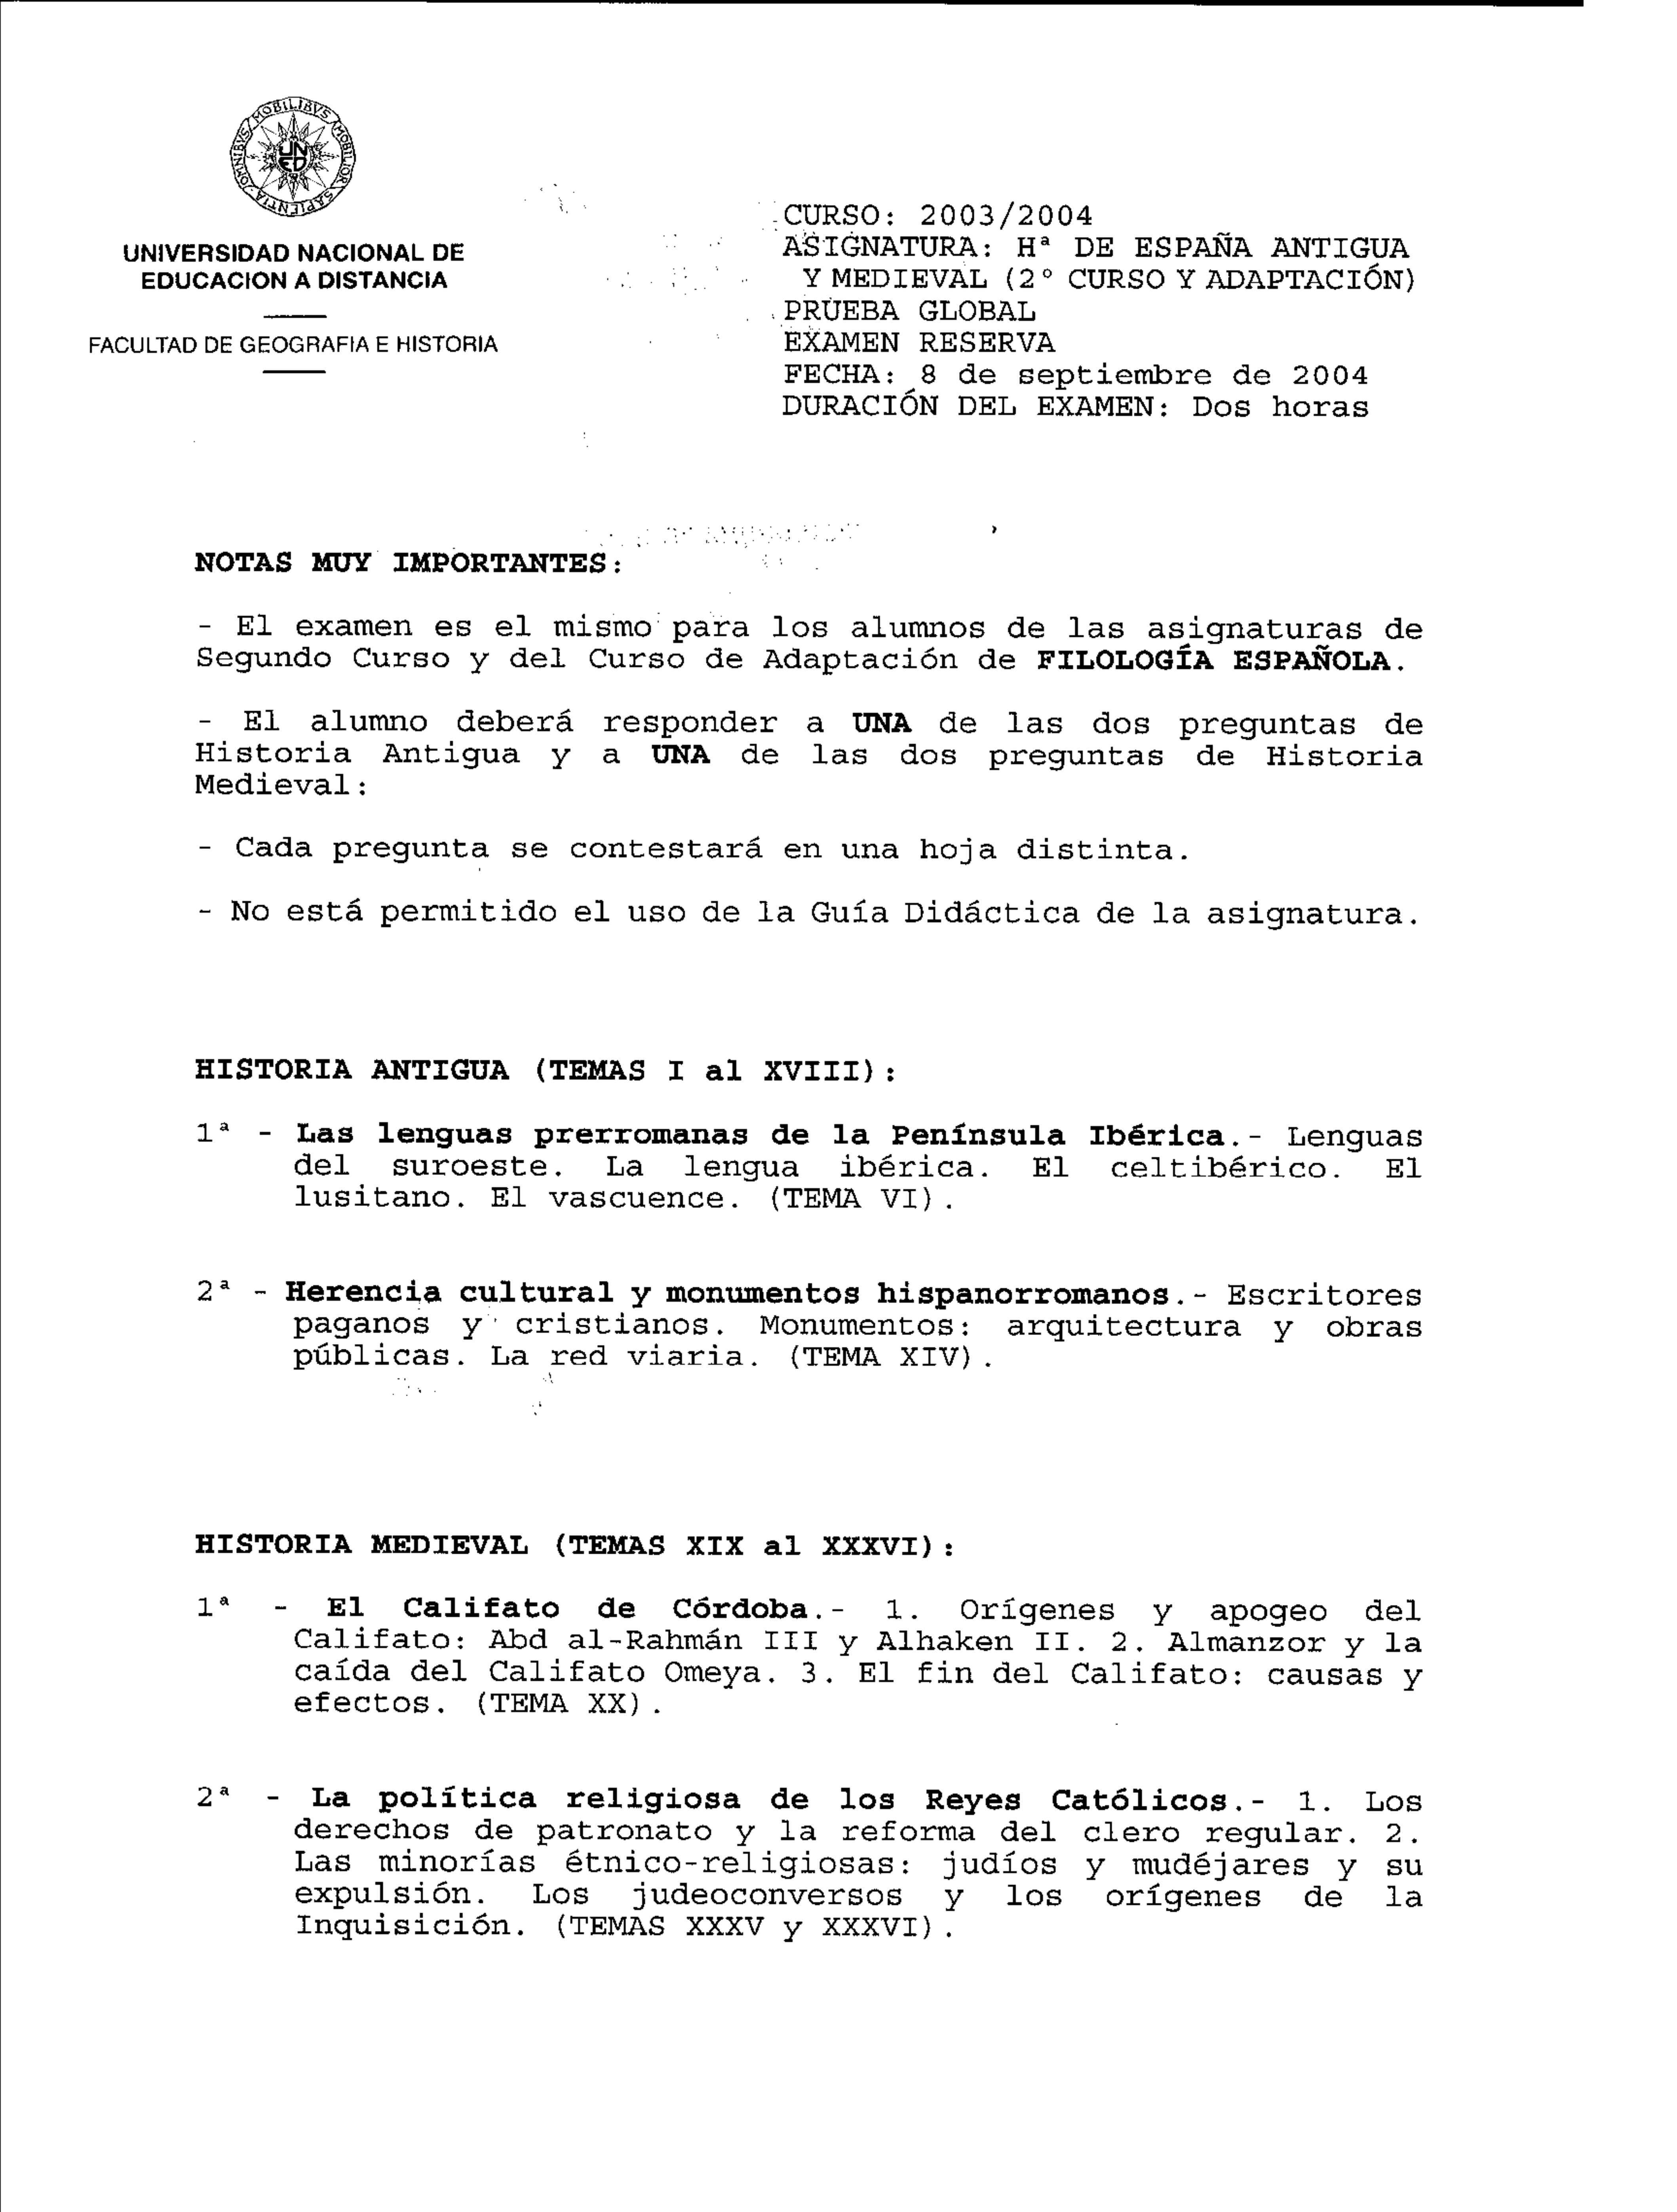 OMNIBVS MOBILIBVS MOBILIOR SAPIENTIA
UNED
UNIVERSIDAD NACIONAL DE
EDUCACION A DISTANCIA
FACULTAD DE GEOGRAFIA E HISTORIA
CURSO: 2003/2004
ASIGNATURA: Hª DE ESPAÑA ANTIGUA
Y MEDIEVAL (2º CURSO Y ADAPTACIÓN)
PRUEBA GLOBAL
EXAMEN RESERVA
FECHA: 8 de septiembre de 2004
DURACIÓN DEL EXAMEN: Dos horas
NOTAS MUY IMPORTANTES:
- El examen es el mismo para los alumnos de las asignaturas de
Segundo Curso y del Curso de Adaptación de FILOLOGÍA ESPAÑOLA.
- El alumno deberá responder a UNA de las dos preguntas de
Historia Antigua y a UNA de las dos preguntas de Historia
Medieval:
- Cada pregunta se contestará en una hoja distinta.
- No está permitido el uso de la Guía Didáctica de la asignatura.
HISTORIA ANTIGUA (TEMAS I al XVIII):
1ª - Las lenguas prerromanas de la Península Ibérica.- Lenguas
del suroeste. La lengua ibérica. El celtibérico. El
lusitano. El vascuence. (TEMA VI).
2ª - Herencia cultural y monumentos hispanorromanos.- Escritores
paganos y cristianos. Monumentos: arquitectura y obras
públicas. La red viaria. (TEMA XIV).
HISTORIA MEDIEVAL (TEMAS XIX al XXXVI):
1ª - El Califato de Córdoba.- 1. Orígenes y apogeo del
Califato: Abd al-Rahmán III y Alhaken II. 2. Almanzor y la
caída del Califato Omeya. 3. El fin del Califato: causas y
efectos. (TEMA XX).
2ª - La política religiosa de los Reyes Católicos.- 1. Los
derechos de patronato y la reforma del clero regular. 2.
Las minorías étnico-religiosas: judíos y mudéjares y su
expulsión. Los judeoconversos y los orígenes de la
Inquisición. (TEMAS XXXV y XXXVI).